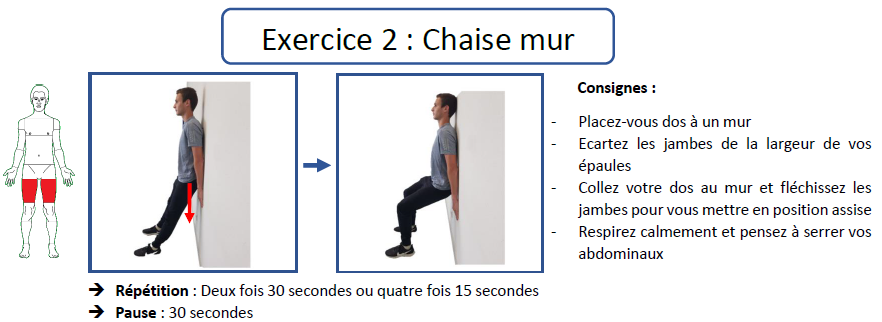 Exercice 2 : Chaise mur
Consignes :
- Placez-vous dos à un mur
- Ecartez les jambes de la largeur de vos
épaules
- Collez votre dos au mur et fléchissez les
jambes pour vous mettre en position assise
- Respirez calmement et pensez à serrer vos
abdominaux
➔ Répétition : Deux fois 30 secondes ou quatre fois 15 secondes
➔ Pause : 30 secondes